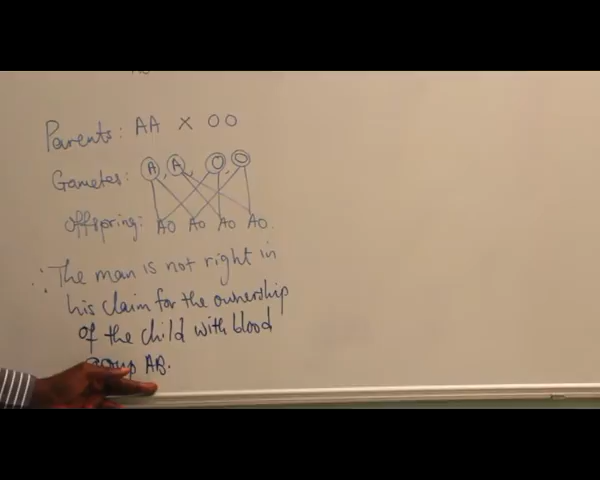 Parents: AA X OO
Gametes: A, A, O, O
Offspring: AO AO AO AO.
∴ The man is not right in
his claim for the ownership
of the child with blood
group AB.